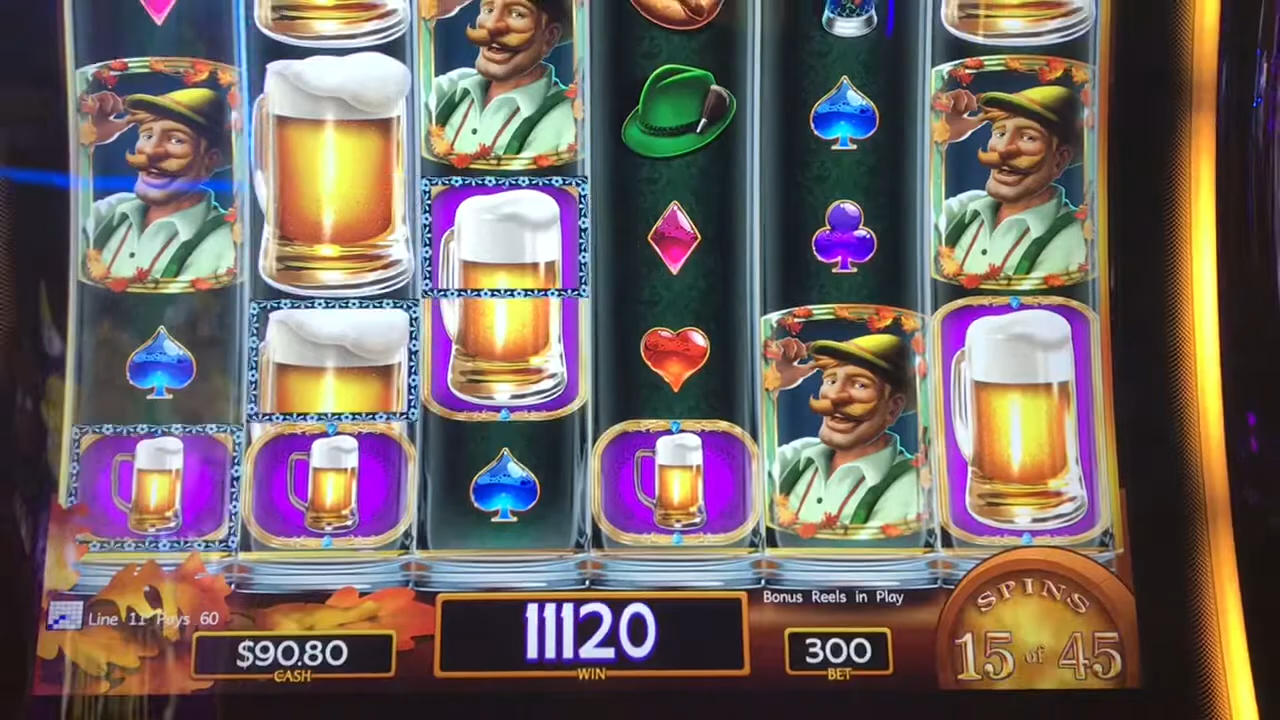 Line 11 Pays 60
$90.80
CASH
11120
WIN
Bonus Reels in Play
300
BET
SPINS
15 of 45